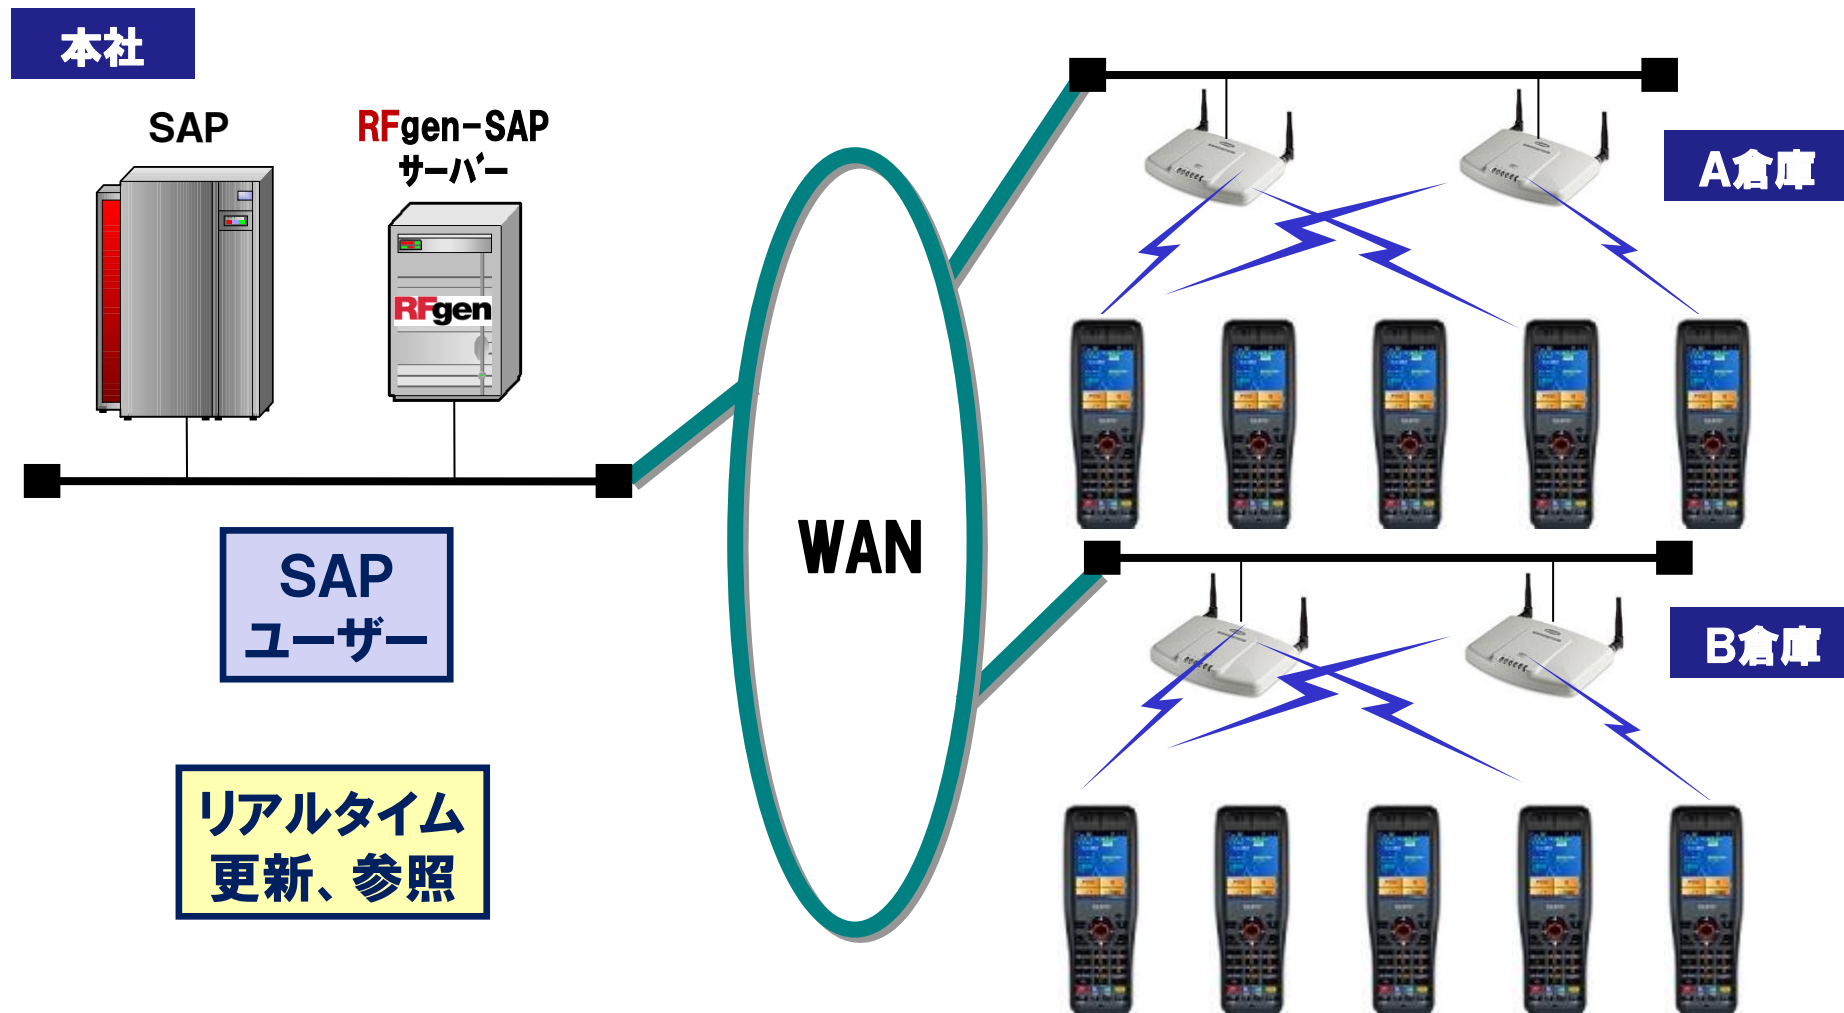 本社
SAP
RFgen-SAP
サーバー
RFgen
SAP
ユーザー
リアルタイム
更新、参照
WAN
A倉庫
B倉庫